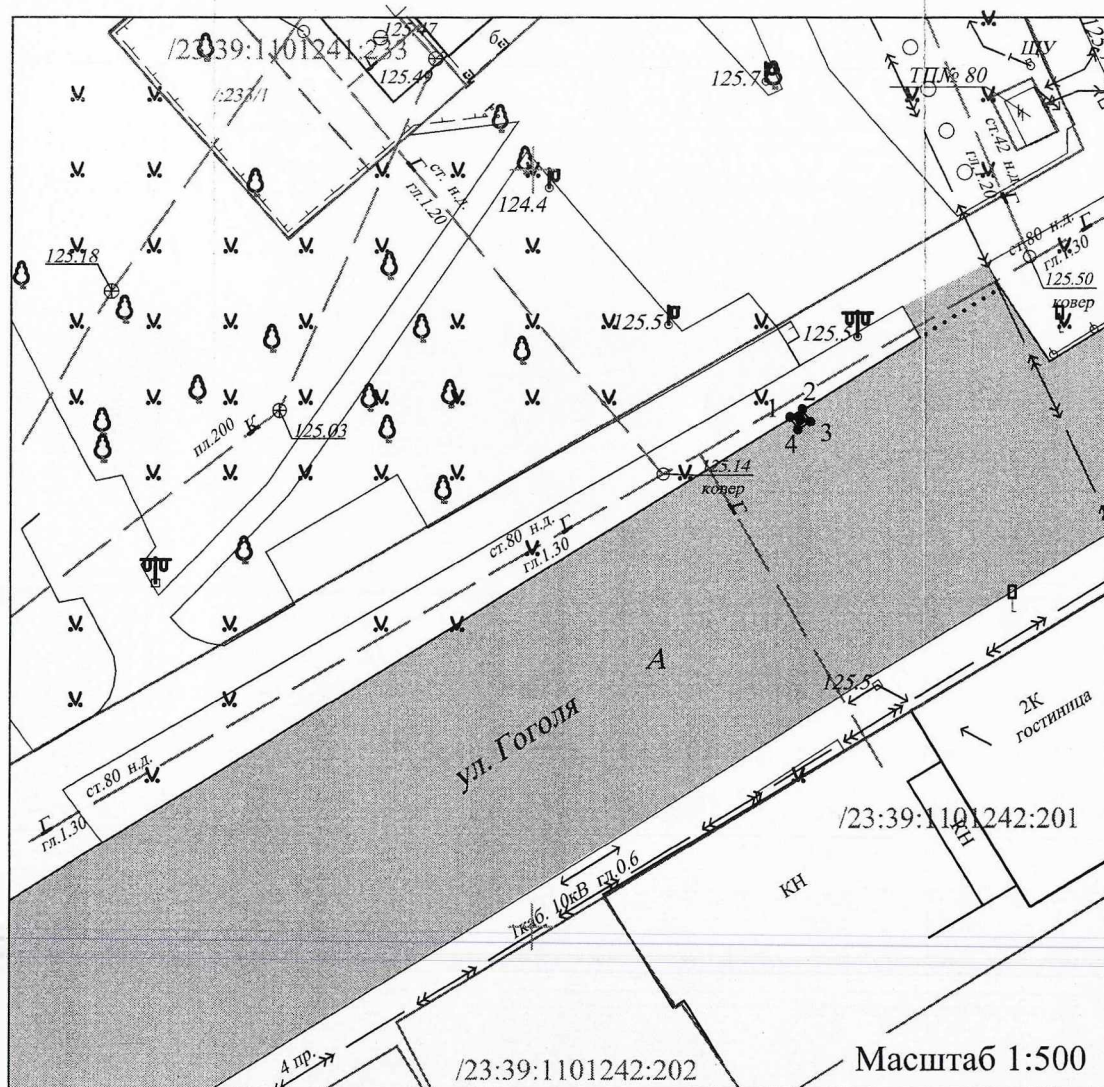 125.47
/23:39:1101241:233
125.49
/:233/1
125.7
ЩУ
ТП№ 80
ст.42 н.д.
гл.1.20
Г
ст. н.д.
гл.1.20
Г
124.4
125.18
ст.80 н.д.
Г
гл.1.30
125.50
ковер
125.5
125.5
1
2
3
4
пл.200
К
125.03
125.14
ковер
Г
ст.80 н.д.
Г
гл.1.30
А
ул. Гоголя
125.5
2К
гостиница
ст.80 н.д.
Г
гл.1.30
/23:39:1101242:201
КН
КН
1каб. 10кВ гл.0.6
4 пр.
/23:39:1101242:202
Масштаб 1:500